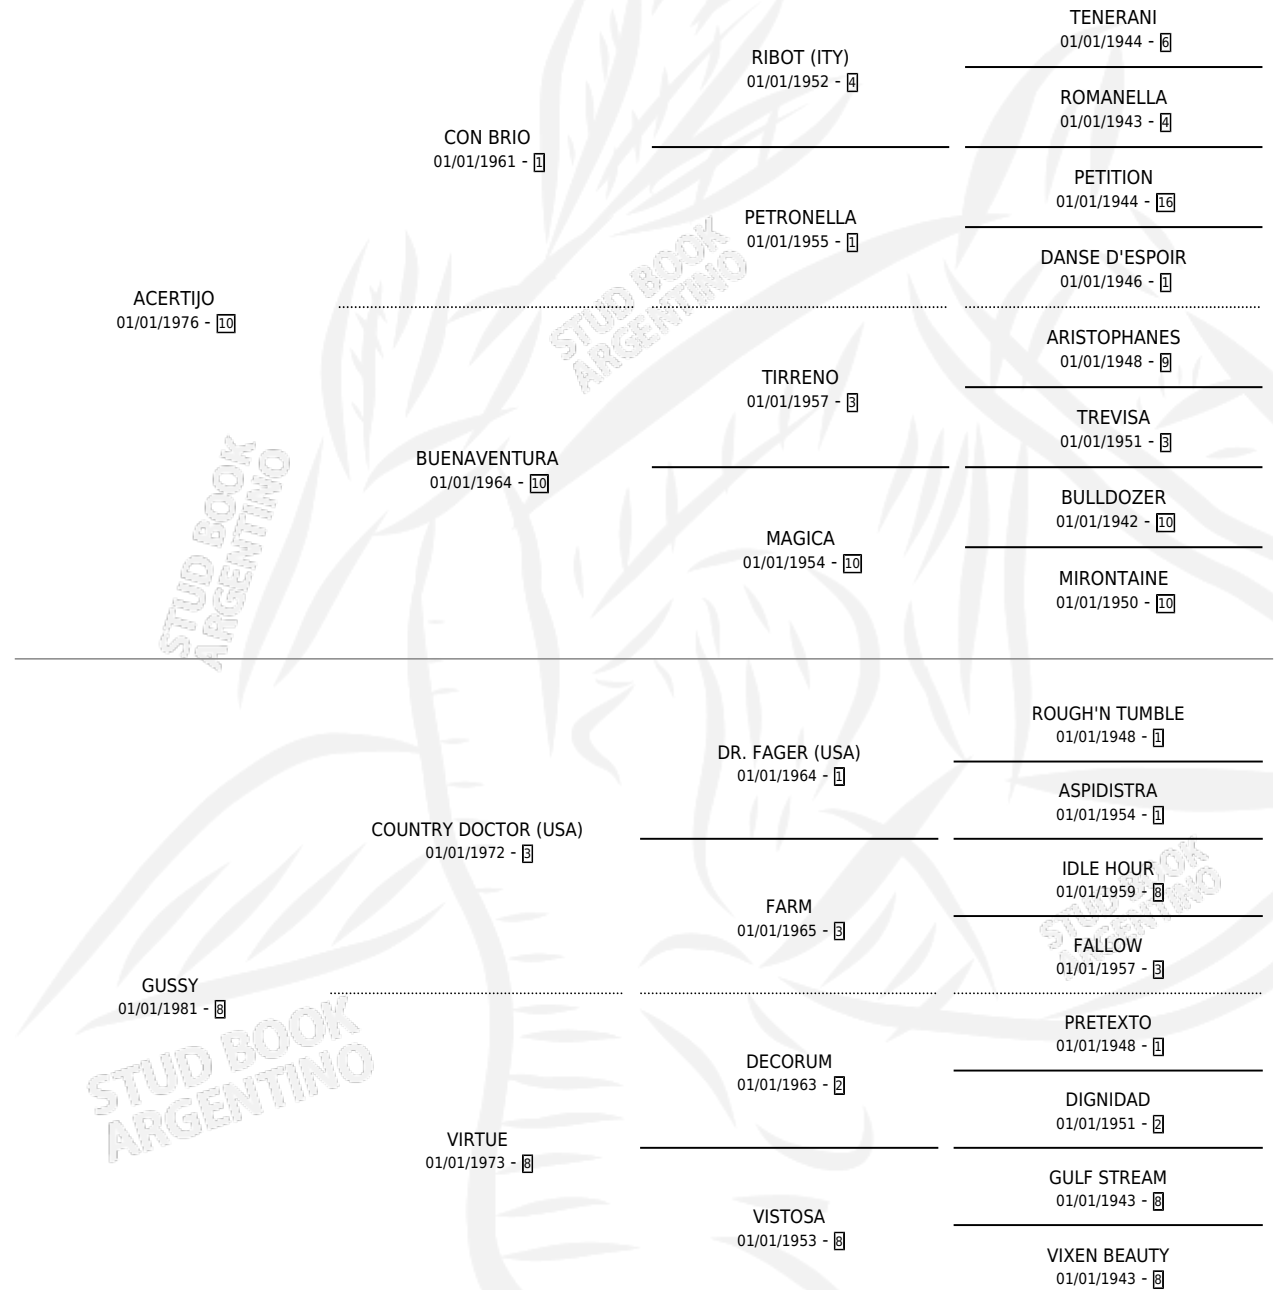 TENERANI
01/01/1944 - 6
RIBOT (ITY)
01/01/1952 - 4
ROMANELLA
01/01/1943 - 4
CON BRIO
01/01/1961 - 1
PETITION
01/01/1944 - 16
PETRONELLA
01/01/1955 - 1
DANSE D'ESPOIR
01/01/1946 - 1
ACERTIJO
01/01/1976 - 10
STUD BOOK
ARGENTINO
ARISTOPHANES
01/01/1948 - 9
TIRRENO
01/01/1957 - 3
TREVISA
01/01/1951 - 3
BUENAVENTURA
01/01/1964 - 10
BULLDOZER
01/01/1942 - 10
MAGICA
01/01/1954 - 10
MIRONTAINE
01/01/1950 - 10
STUD BOOK
ARGENTINO
ROUGH'N TUMBLE
01/01/1948 - 1
DR. FAGER (USA)
01/01/1964 - 1
ASPIDISTRA
01/01/1954 - 1
COUNTRY DOCTOR (USA)
01/01/1972 - 3
IDLE HOUR
01/01/1959 - 8
FARM
01/01/1965 - 3
STUD BOOK
ARGENTINO
FALLOW
01/01/1957 - 3
GUSSY
01/01/1981 - 8
PRETEXTO
01/01/1948 - 1
DECORUM
01/01/1963 - 2
DIGNIDAD
01/01/1951 - 2
STUD BOOK
ARGENTINO
VIRTUE
01/01/1973 - 8
GULF STREAM
01/01/1943 - 8
VISTOSA
01/01/1953 - 8
VIXEN BEAUTY
01/01/1943 - 8